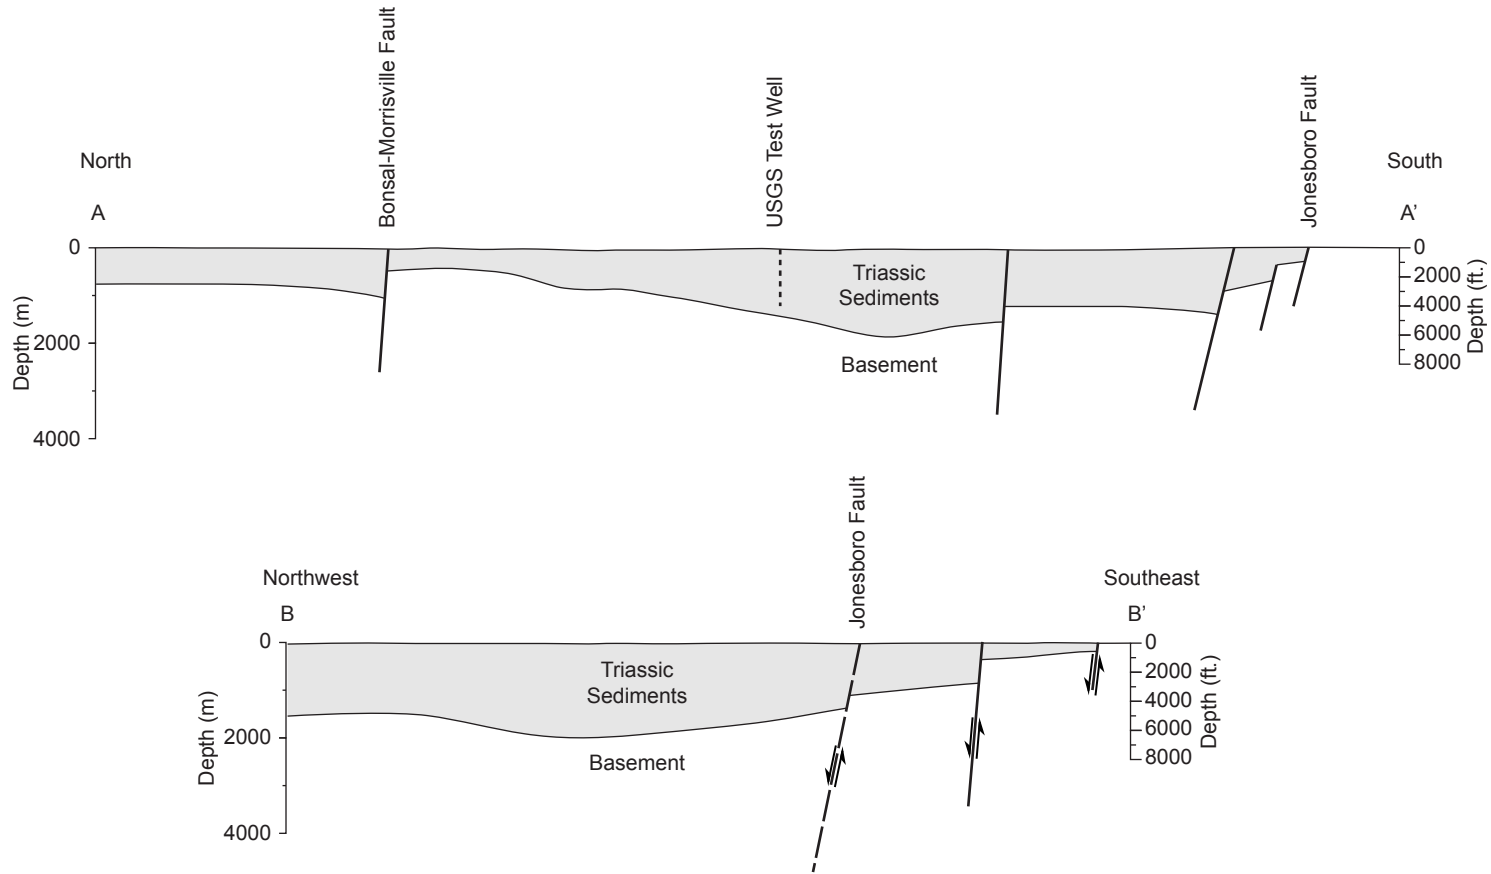 Bonsal-Morrisville Fault
USGS Test Well
Jonesboro Fault
North
South
A
A'
0
2000
4000
Depth (m)
Triassic
Sediments
Basement
0
2000
4000
6000
8000
Depth (ft.)
Jonesboro Fault
Northwest
Southeast
B
B'
0
2000
4000
Depth (m)
Triassic
Sediments
Basement
0
2000
4000
6000
8000
Depth (ft.)